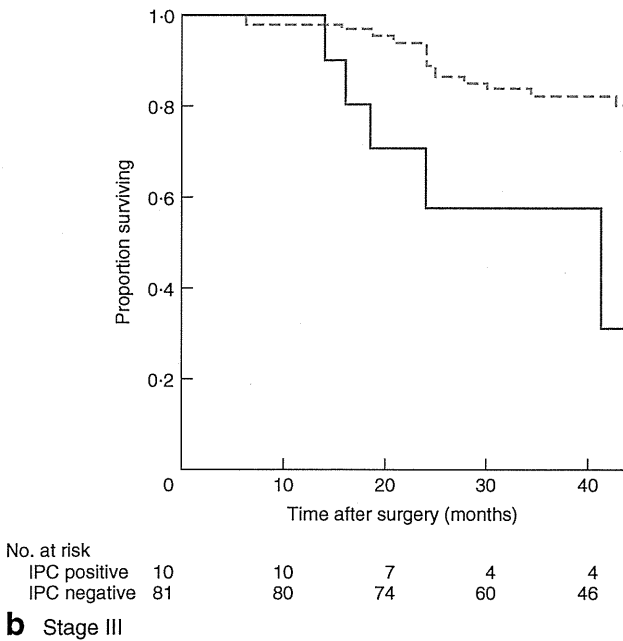 1·0
0·8
0·6
0·4
0·2
Proportion surviving
0 10 20 30 40
Time after surgery (months)
No. at risk
IPC positive 10 10 7 4 4
IPC negative 81 80 74 60 46
b Stage III